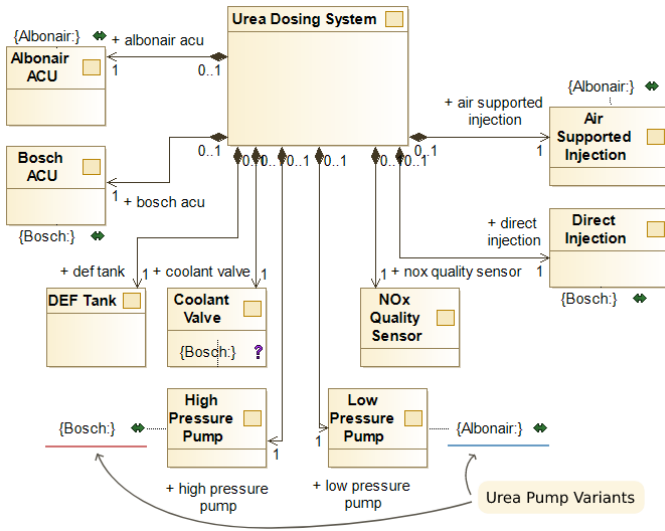 Urea Dosing System
{Albonair:}
+ albonair acu
Albonair
ACU
1
0..1
{Albonair:}
+ air supported
injection
Air
Supported
Injection
0..1
1
Bosch
ACU
0..1
1
+ bosch acu
{Bosch:}
0..1
0..1
0..1
0..1
0..1
0..1
+ direct
injection
1
Direct
Injection
{Bosch:}
+ def tank
1
+ coolant valve
1
1
+ nox quality sensor
DEF Tank
Coolant
Valve
{Bosch:}
?
NOx
Quality
Sensor
{Bosch:}
High
Pressure
Pump
1
+ high pressure
pump
Low
Pressure
Pump
1
+ low pressure
pump
{Albonair:}
Urea Pump Variants